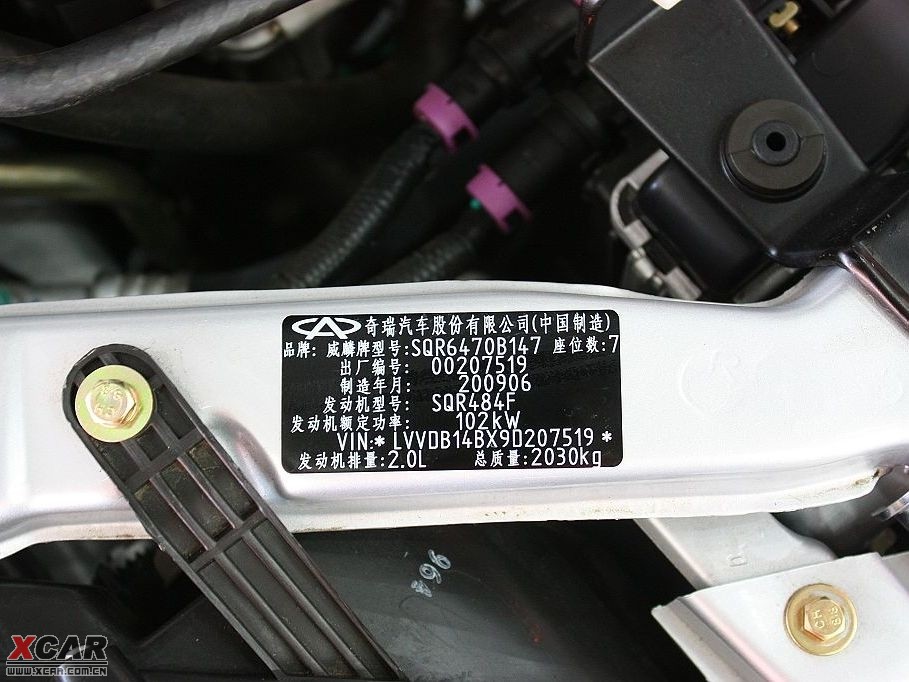 奇瑞汽车股份有限公司(中国制造)
品牌: 威麟牌型号:SQR6470B147 座位数:7
出厂编号: 00207519
制造年月: 200906
发动机型号: SQR484F
发动机额定功率: 102kW
VIN:* LVVDB14BX9D207519 *
发动机排量:2.0L 总质量:2030kg
96
XCAR
WWW.XCAR.COM.CN